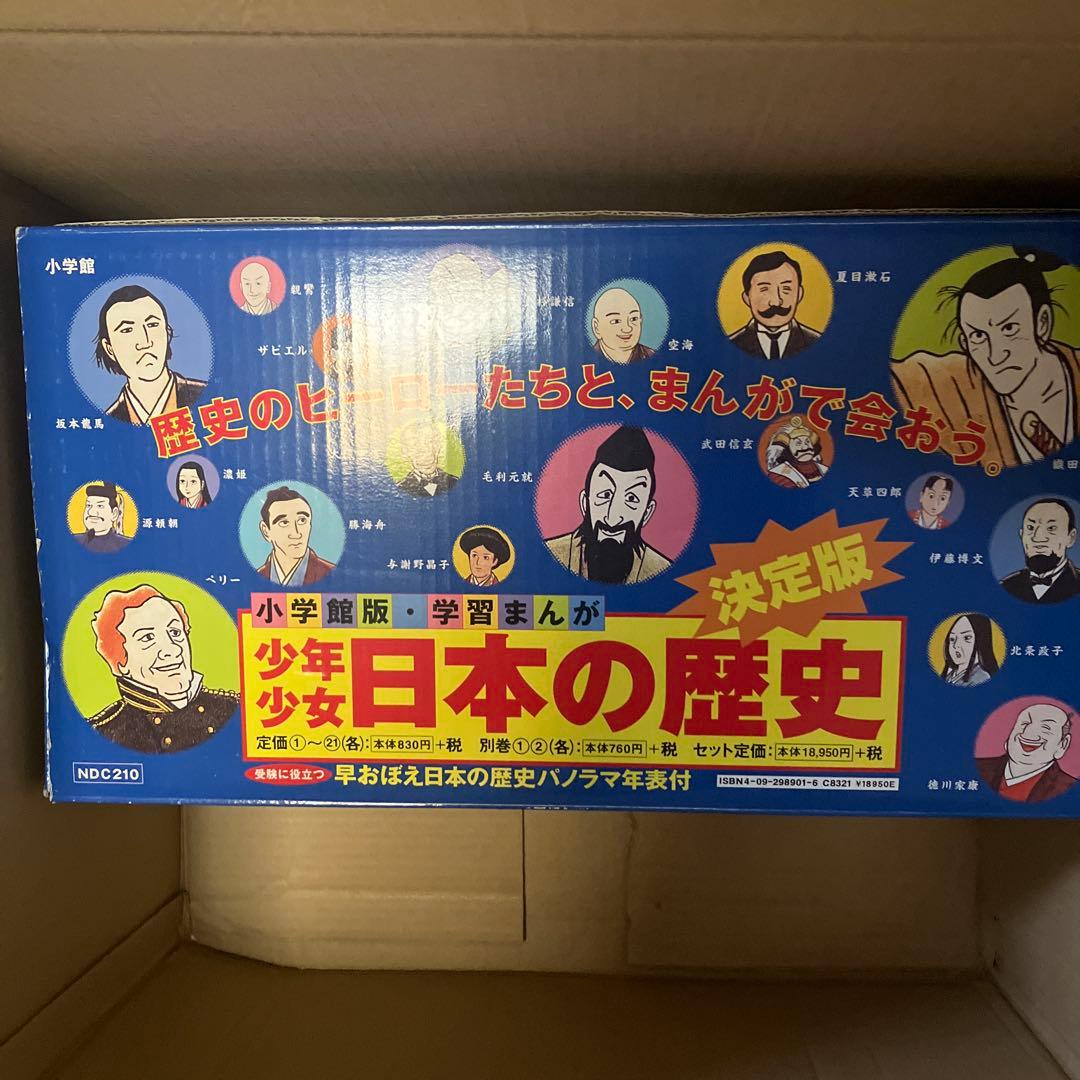 小学館
親鸞
夏目漱石
謙信
ザビエル
空海
坂本龍馬
歴史のヒーローたちと、まんがで会おう。
武田信玄
織田
濃姫
毛利元就
天草四郎
源頼朝
勝海舟
与謝野晶子
伊藤博文
ペリー
決定版
小学館版・学習まんが
北条政子
少年少女日本の歴史
定価①〜㉑(各):本体830円+税 別巻①②(各):本体760円+税 セット定価:本体18,950円+税
NDC210
受験に役立つ 早おぼえ日本の歴史パノラマ年表付
ISBN4-09-298901-6 C8321 ¥18950E
徳川家康